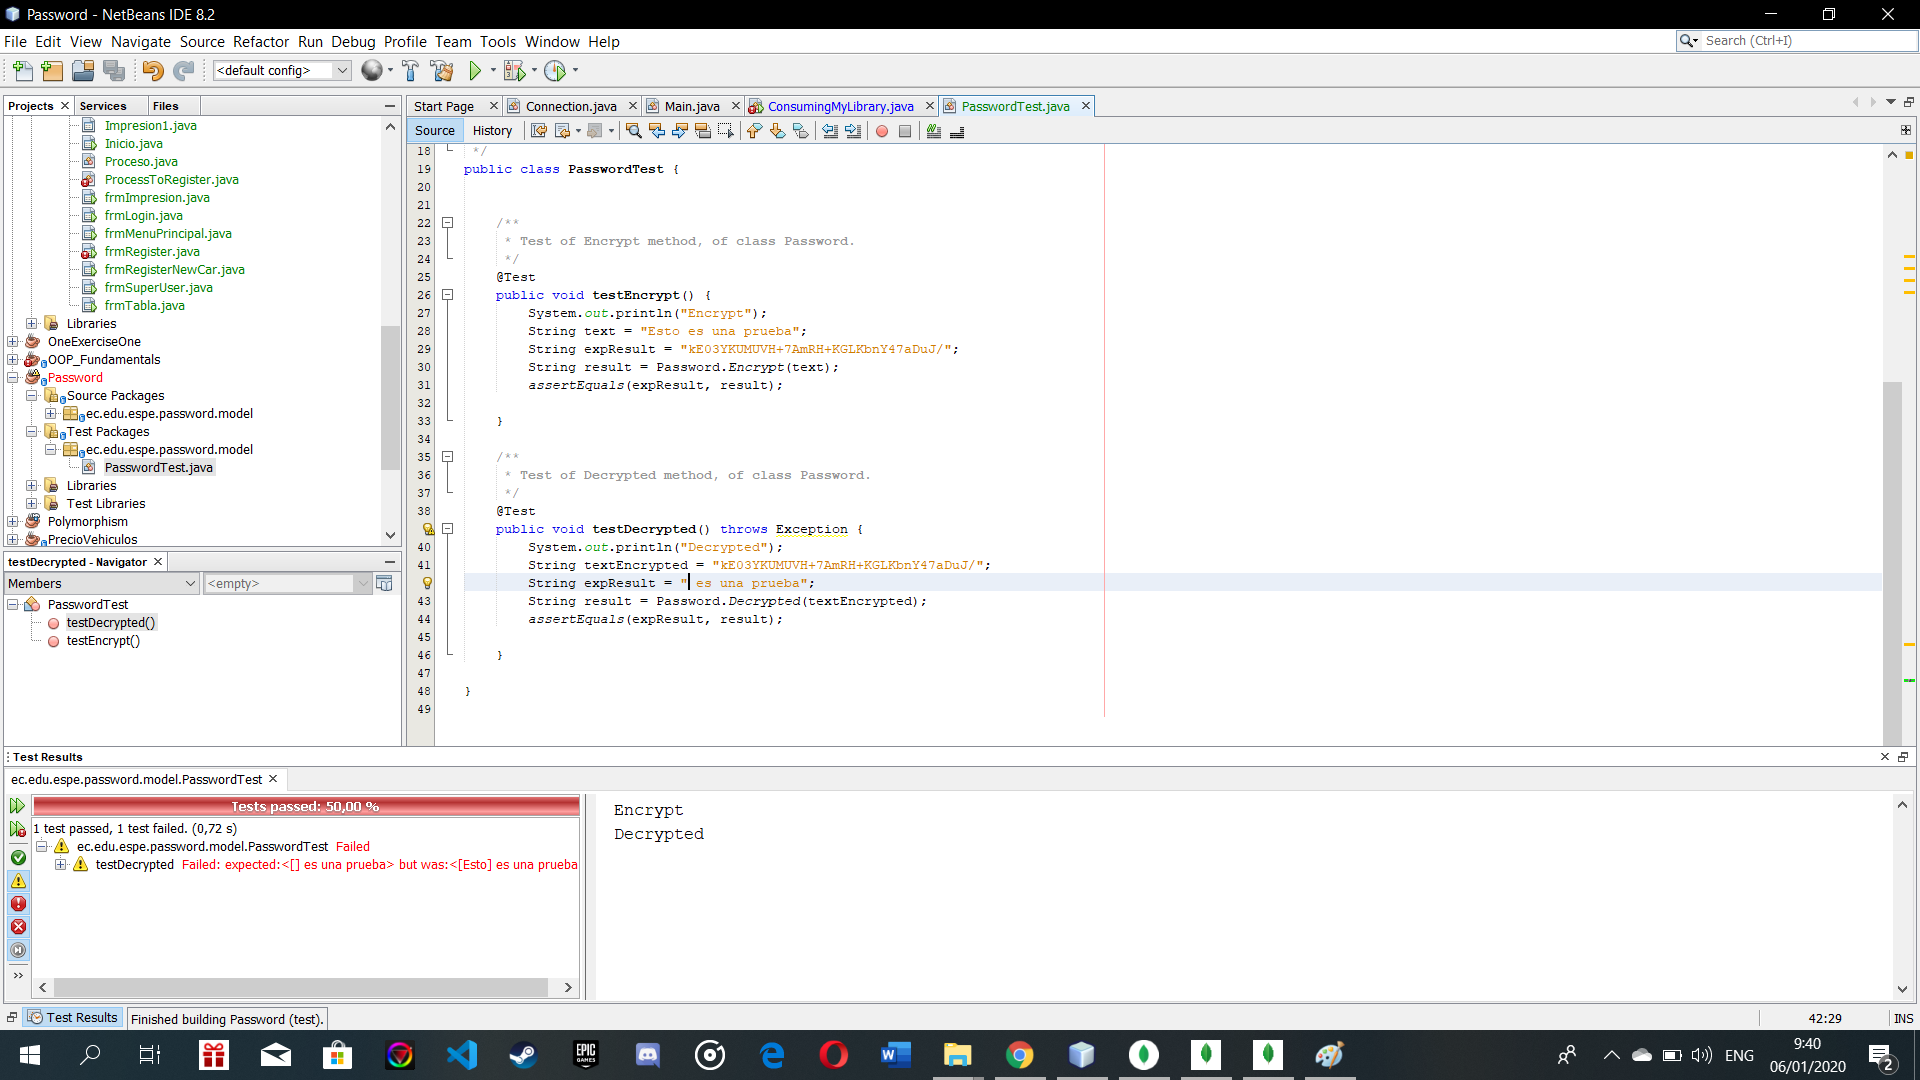 Password - NetBeans IDE 8.2
File Edit View Navigate Source Refactor Run Debug Profile Team Tools Window Help
Search (Ctrl+I)
<default config>
Projects Services Files
Impresion1.java
Inicio.java
Proceso.java
ProcessToRegister.java
frmImpresion.java
frmLogin.java
frmMenuPrincipal.java
frmRegister.java
frmRegisterNewCar.java
frmSuperUser.java
frmTabla.java
Libraries
OneExerciseOne
OOP_Fundamentals
Password
Source Packages
ec.edu.espe.password.model
Test Packages
ec.edu.espe.password.model
PasswordTest.java
Libraries
Test Libraries
Polymorphism
PrecioVehiculos
testDecrypted - Navigator
Members <empty>
PasswordTest
testDecrypted()
testEncrypt()
Start Page Connection.java Main.java ConsumingMyLibrary.java PasswordTest.java
Source History
18 */
19 public class PasswordTest {
20
21
22 /**
23 * Test of Encrypt method, of class Password.
24 */
25 @Test
26 public void testEncrypt() {
27 System.out.println("Encrypt");
28 String text = "Esto es una prueba";
29 String expResult = "kE03YKUMUVH+7AmRH+KGLKbnY47aDuJ/";
30 String result = Password.Encrypt(text);
31 assertEquals(expResult, result);
32
33 }
34
35 /**
36 * Test of Decrypted method, of class Password.
37 */
38 @Test
public void testDecrypted() throws Exception {
40 System.out.println("Decrypted");
41 String textEncrypted = "kE03YKUMUVH+7AmRH+KGLKbnY47aDuJ/";
String expResult = " es una prueba";
43 String result = Password.Decrypted(textEncrypted);
44 assertEquals(expResult, result);
45
46 }
47
48 }
49
Test Results
ec.edu.espe.password.model.PasswordTest
Tests passed: 50,00 %
1 test passed, 1 test failed. (0,72 s)
ec.edu.espe.password.model.PasswordTest Failed
testDecrypted Failed: expected:<[] es una prueba> but was:<[Esto] es una prueba
Encrypt
Decrypted
Test Results Finished building Password (test).
42:29 INS
EPIC GAMES
ENG
9:40
06/01/2020
2